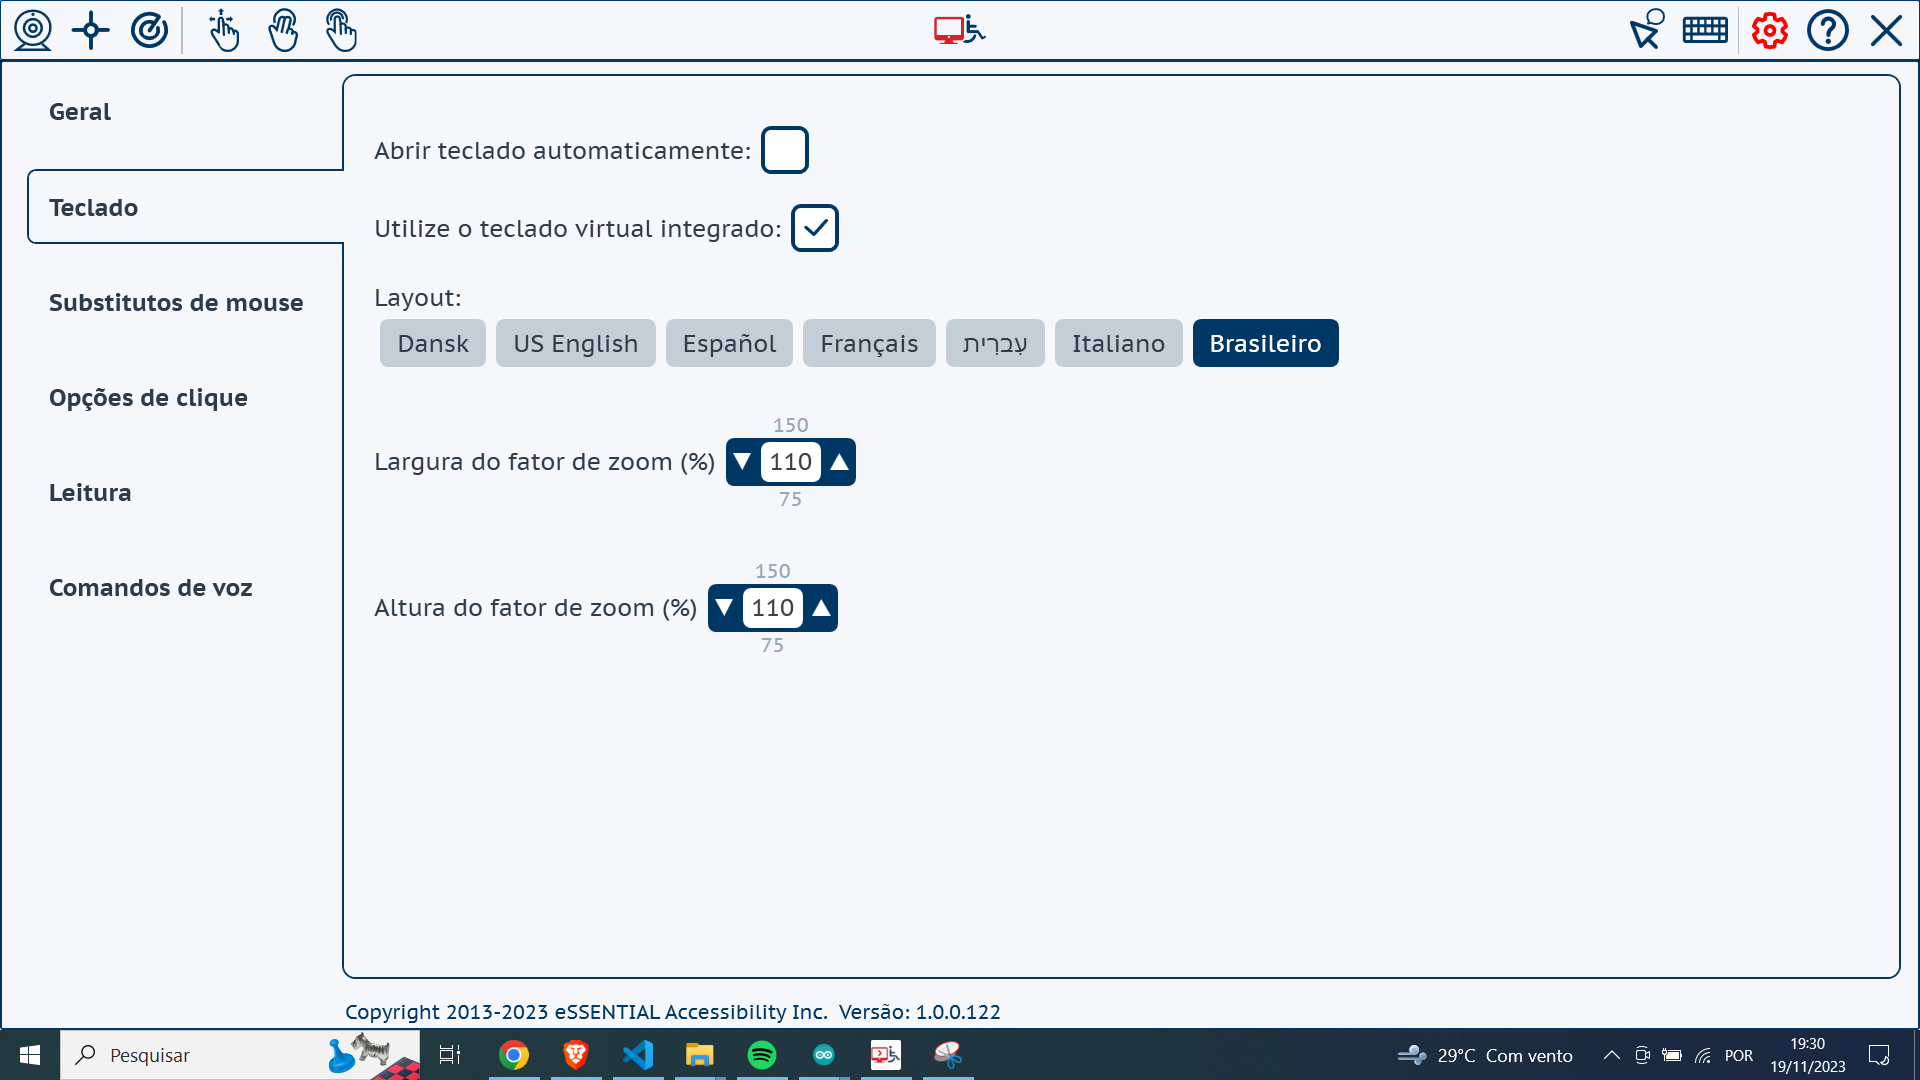 Geral
Teclado
Substitutos de mouse
Opções de clique
Leitura
Comandos de voz
Abrir teclado automaticamente:
Utilize o teclado virtual integrado:
Layout:
Dansk US English Español Français עִברִית Italiano Brasileiro
150
Largura do fator de zoom (%) 110
75
150
Altura do fator de zoom (%) 110
75
Copyright 2013-2023 eSSENTIAL Accessibility Inc. Versão: 1.0.0.122
Pesquisar
29°C Com vento
POR
19:30
19/11/2023